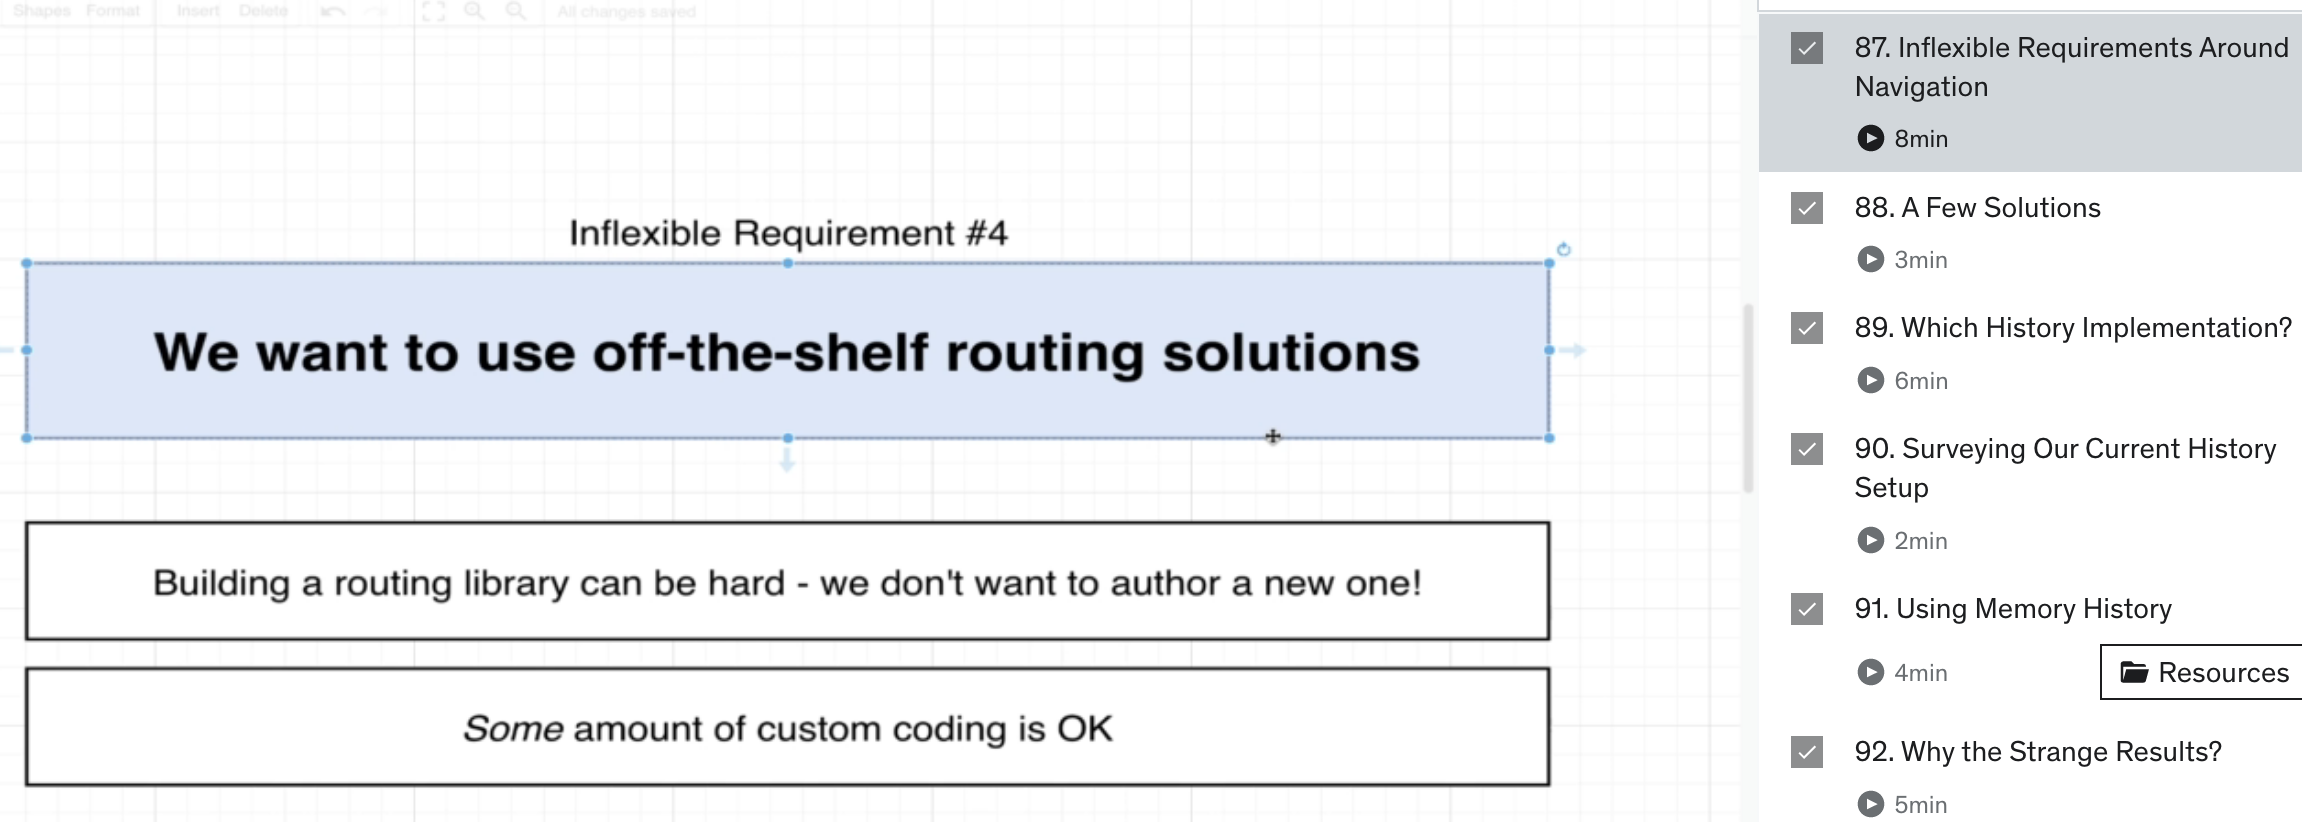 Shapes Format Insert Delete All changes saved
Inflexible Requirement #4
We want to use off-the-shelf routing solutions
Building a routing library can be hard - we don't want to author a new one!
Some amount of custom coding is OK
87. Inflexible Requirements Around
Navigation
8min
88. A Few Solutions
3min
89. Which History Implementation?
6min
90. Surveying Our Current History
Setup
2min
91. Using Memory History
4min
Resources
92. Why the Strange Results?
5min